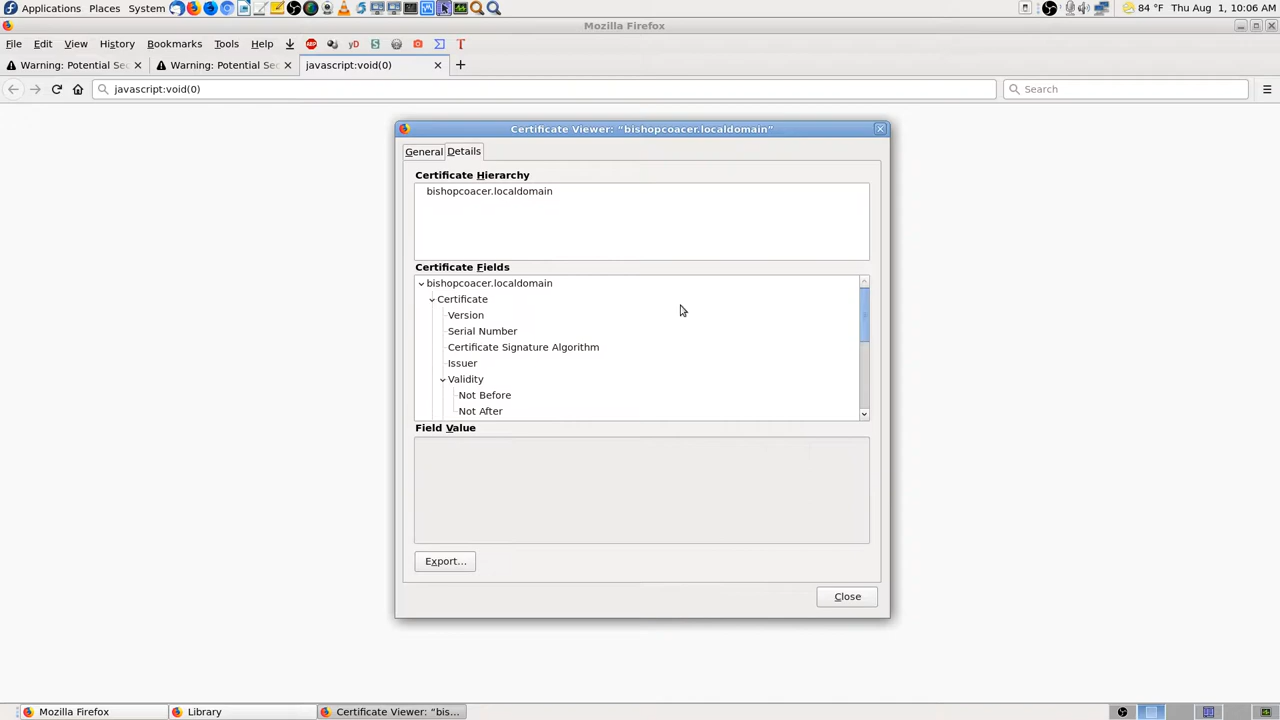 Applications Places System 84 °F Thu Aug 1, 10:06 AM
Mozilla Firefox
File Edit View History Bookmarks Tools Help
Warning: Potential Sec Warning: Potential Sec javascript:void(0)
javascript:void(0) Search
Certificate Viewer: "bishopcoacer.localdomain"
General Details
Certificate Hierarchy
bishopcoacer.localdomain
Certificate Fields
bishopcoacer.localdomain
Certificate
Version
Serial Number
Certificate Signature Algorithm
Issuer
Validity
Not Before
Not After
Field Value
Export...
Close
Mozilla Firefox Library Certificate Viewer: "bis...